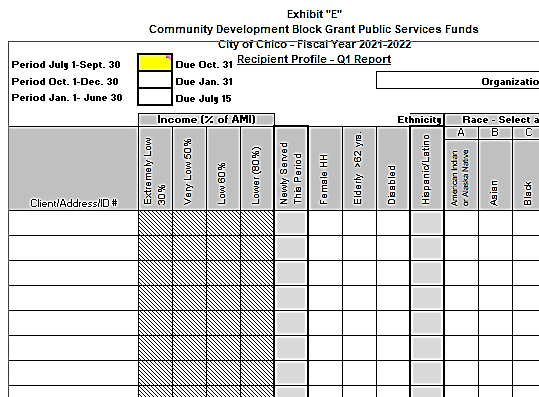 Exhibit "E"
Community Development Block Grant Public Services Funds
City of Chico - Fiscal Year 2021-2022
Recipient Profile - Q1 Report
Period July 1-Sept. 30 Due Oct. 31
Period Oct. 1-Dec. 30 Due Jan. 31
Period Jan. 1- June 30 Due July 15
Organizatio
Income (% of AMI) Ethnicity Race - Select a
A B C
Client/Address/ID #
Extremely Low
30%
Very Low 50%
Low 60%
Lower (80%)
Newly Served
This Period
Female HH
Elderly >62 yrs.
Disabled
Hispanic/Latino
American Indian
or Alaska Native
Asian
Black